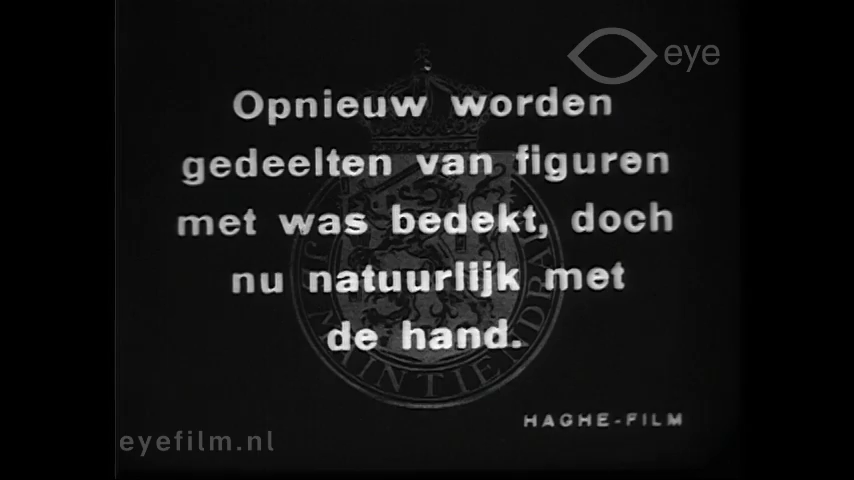 eye
Opnieuw worden
gedeelten van figuren
met was bedekt, doch
nu natuurlijk met
de hand.
HAGHE-FILM
eyefilm.nl